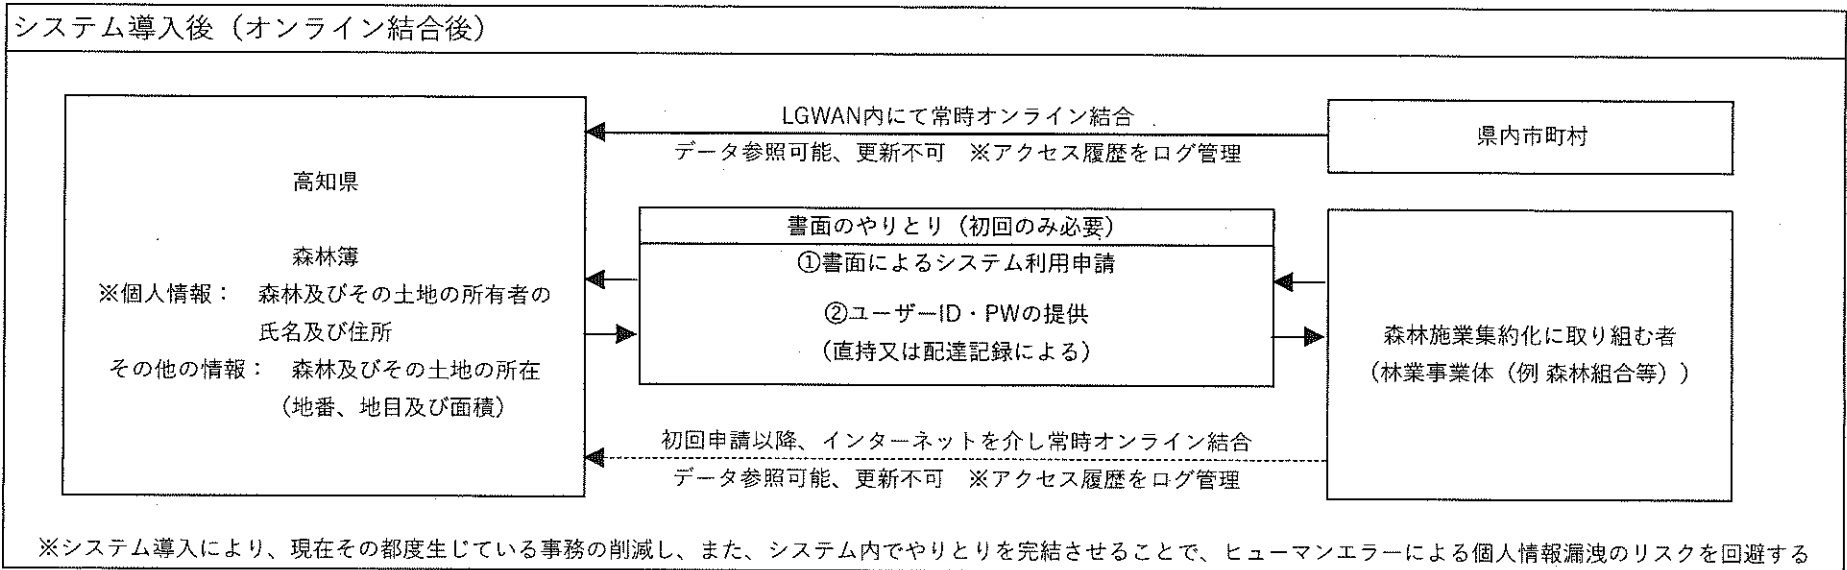 システム導入後（オンライン結合後）
高知県
森林簿
※個人情報：　森林及びその土地の所有者の
氏名及び住所
その他の情報：　森林及びその土地の所在
（地番、地目及び面積）
LGWAN内にて常時オンライン結合
データ参照可能、更新不可　※アクセス履歴をログ管理
県内市町村
書面のやりとり（初回のみ必要）
①書面によるシステム利用申請
②ユーザーID・PWの提供
（直持又は配達記録による）
森林施業集約化に取り組む者
（林業事業体（例 森林組合等））
初回申請以降、インターネットを介し常時オンライン結合
データ参照可能、更新不可　※アクセス履歴をログ管理
※システム導入により、現在その都度生じている事務の削減し、また、システム内でやりとりを完結させることで、ヒューマンエラーによる個人情報漏洩のリスクを回避する